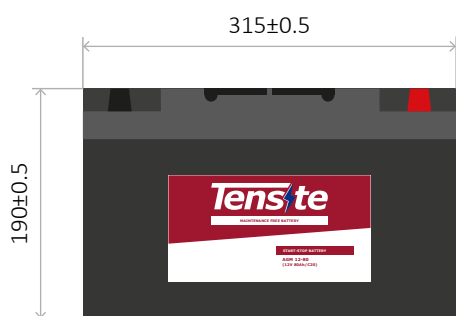 315±0.5
190±0.5
Tensite
MAINTENANCE FREE BATTERY
START-STOP BATTERY
AGM 12-80
(12V 80Ah/C20)